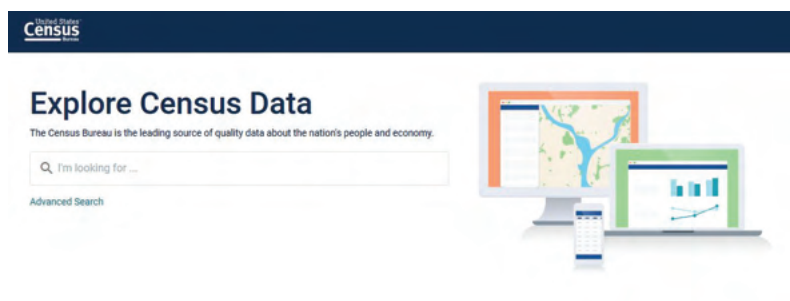 United States®
Census
Bureau
Explore Census Data
The Census Bureau is the leading source of quality data about the nation's people and economy.
I'm looking for ...
Advanced Search